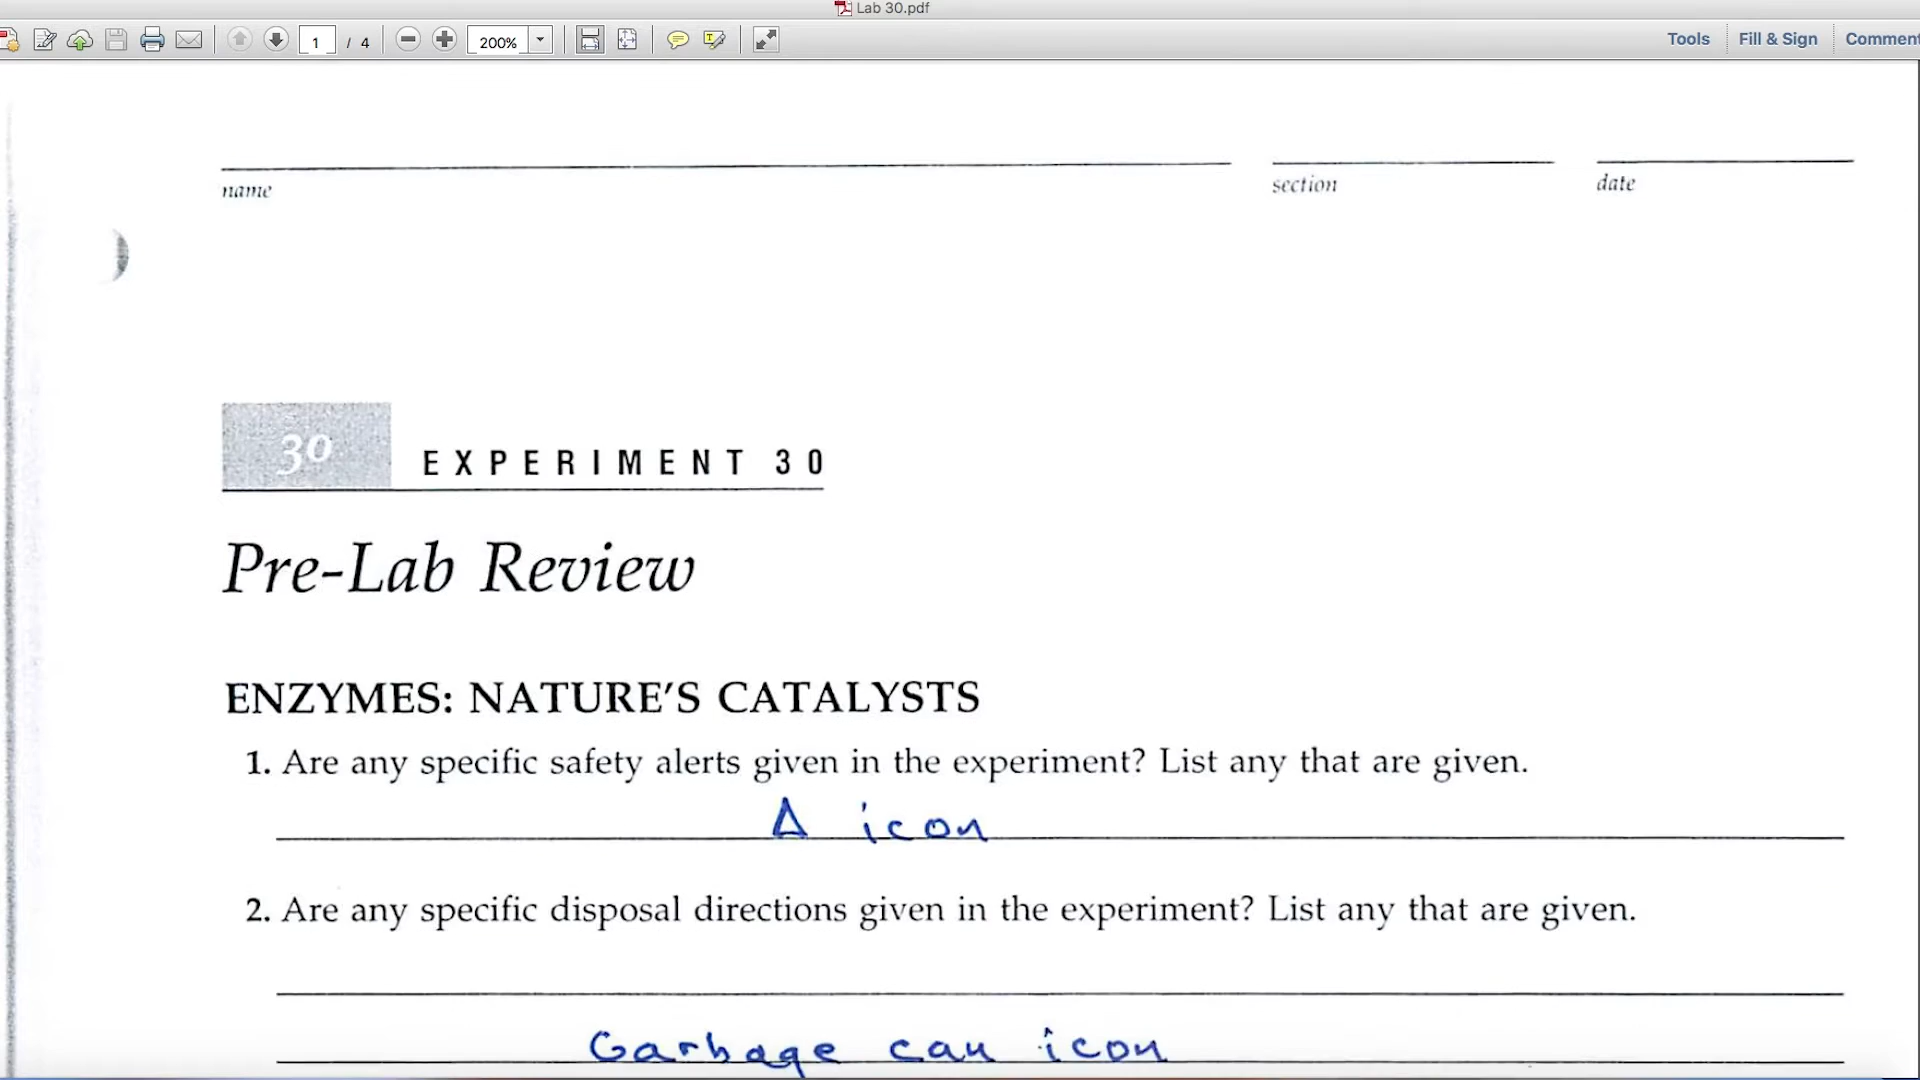 Lab 30.pdf
1 / 4 200% Tools Fill & Sign Comment
name section date
30 EXPERIMENT 30
Pre-Lab Review
ENZYMES: NATURE'S CATALYSTS
1. Are any specific safety alerts given in the experiment? List any that are given.
Δ icon
2. Are any specific disposal directions given in the experiment? List any that are given.
Garbage can icon